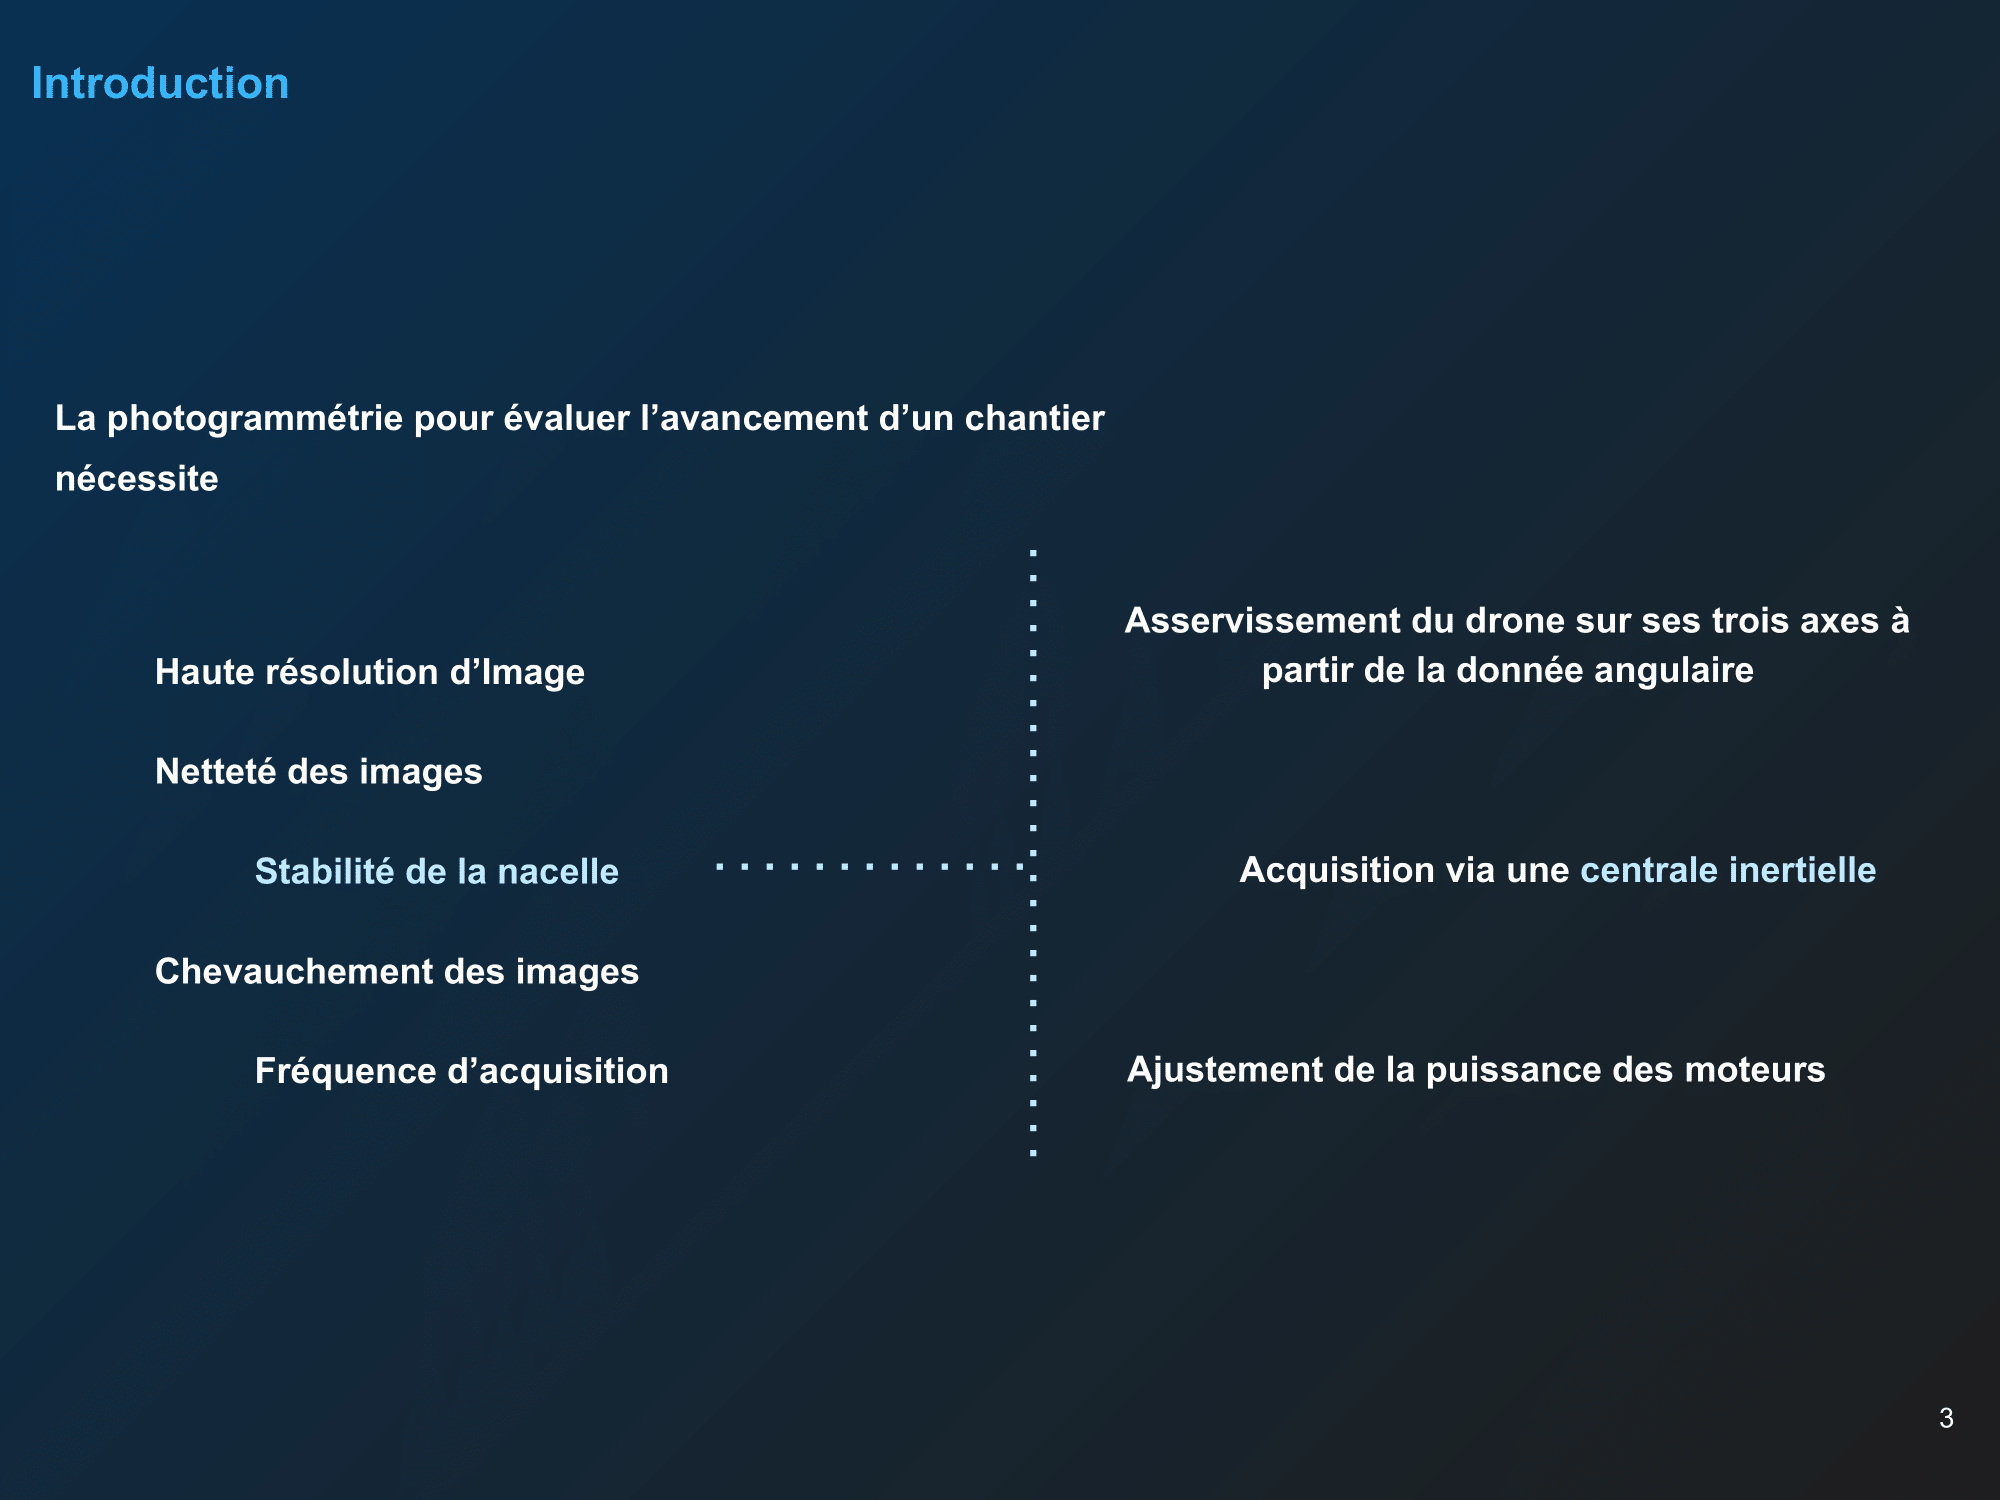 Introduction
La photogrammétrie pour évaluer l’avancement d’un chantier
nécessite
Haute résolution d’Image
Netteté des images
Stabilité de la nacelle
Chevauchement des images
Fréquence d’acquisition
Asservissement du drone sur ses trois axes à
partir de la donnée angulaire
Acquisition via une centrale inertielle
Ajustement de la puissance des moteurs
3